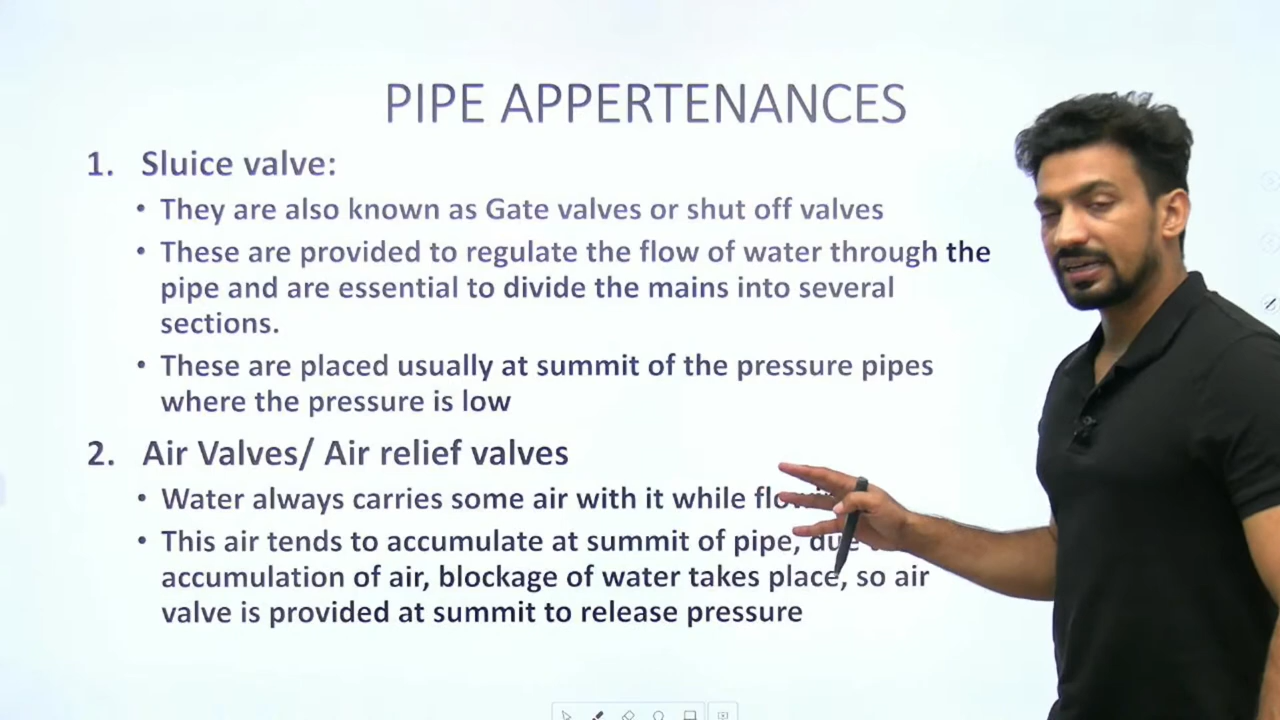 PIPE APPERTENANCES
1. Sluice valve:
• They are also known as Gate valves or shut off valves
• These are provided to regulate the flow of water through the
pipe and are essential to divide the mains into several
sections.
• These are placed usually at summit of the pressure pipes
where the pressure is low
2. Air Valves/ Air relief valves
• Water always carries some air with it while
• This air tends to accumulate at summit of pipe,
accumulation of air, blockage of water takes place, so air
valve is provided at summit to release pressure